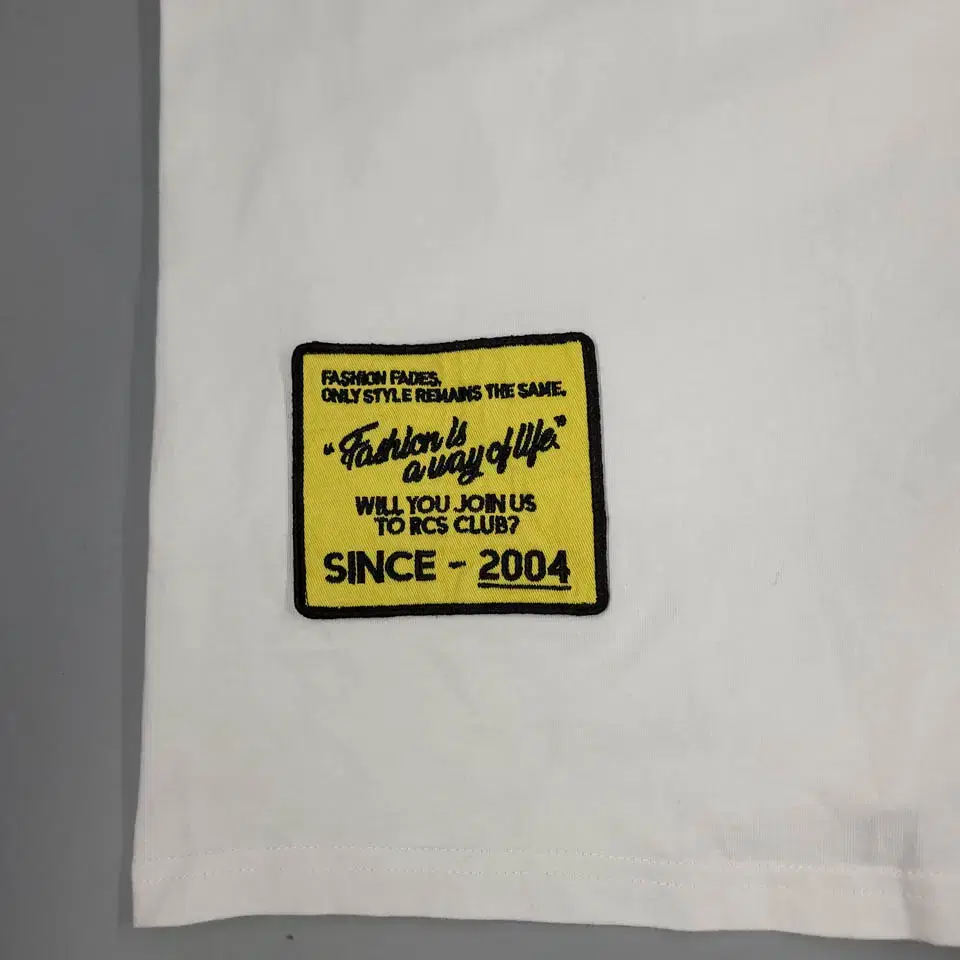 FASHION FADES,
ONLY STYLE REMAINS THE SAME.
"Fashion is
a way of life."
WILL YOU JOIN US
TO RCS CLUB?
SINCE - 2004